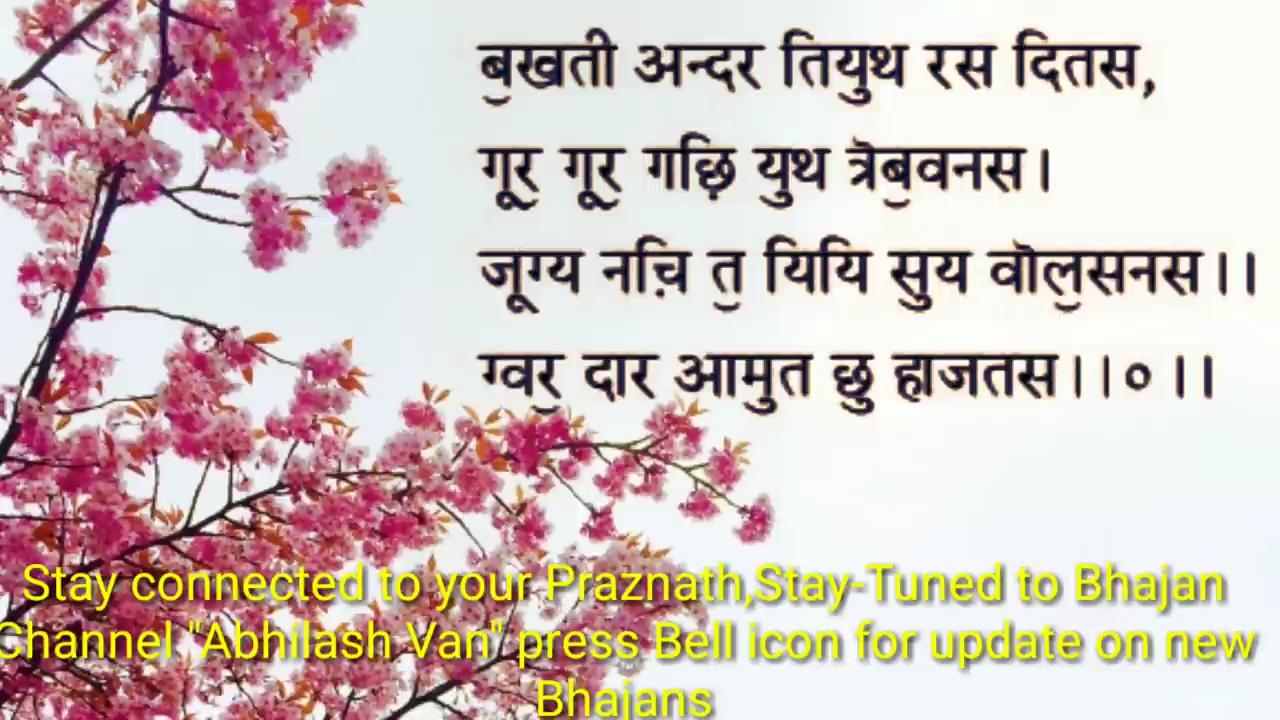 ब॒खती अन्दर तियुथ रस दितस,
गूर॒ गूर॒ गछ़ि युथ त्रॆब॒वनस।
जूग्य नच़ि त॒ यियि सुय वॊल॒सनस।।
ग्वर॒ दार आमुत छु हाजतस।।०।।
Stay connected to your Praznath,Stay-Tuned to Bhajan
Channel "Abhilash Van" press Bell icon for update on new
Bhajans